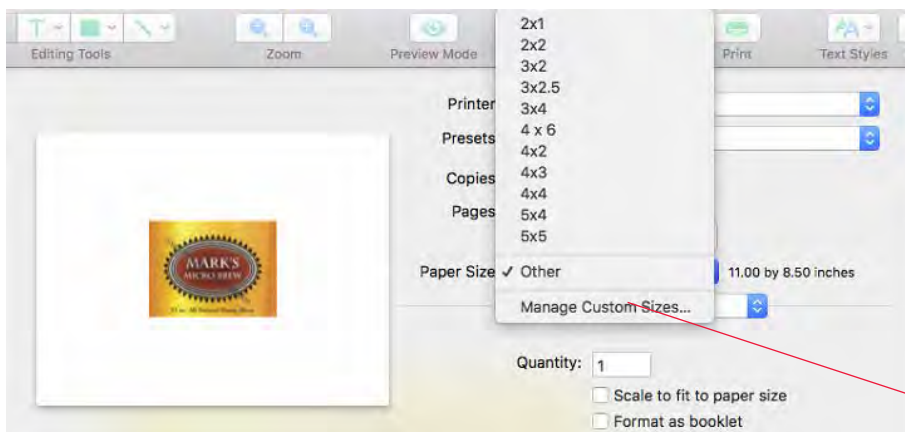 2x1
Editing Tools
Zoom
Preview Mode
2x2
Print
Text Styles
3x2
3x2.5
Printer
3x4
Presets
4 x 6
4x2
Copies
4x3
4x4
Pages
5x4
5x5
MARK'S
MICRO BREW
Paper Size ✓ Other
11.00 by 8.50 inches
Manage Custom Sizes...
Quantity: 1
Scale to fit to paper size
Format as booklet